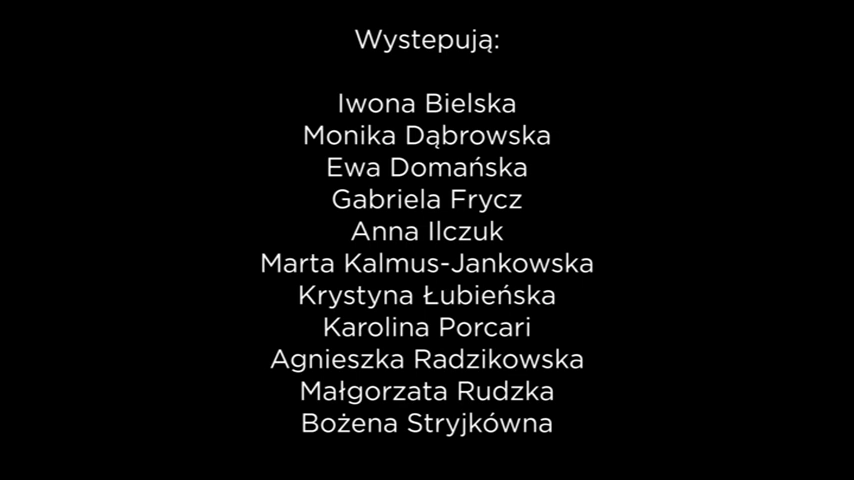 Wystepują:
Iwona Bielska
Monika Dąbrowska
Ewa Domańska
Gabriela Frycz
Anna Ilczuk
Marta Kalmus-Jankowska
Krystyna Łubieńska
Karolina Porcari
Agnieszka Radzikowska
Małgorzata Rudzka
Bożena Stryjkówna